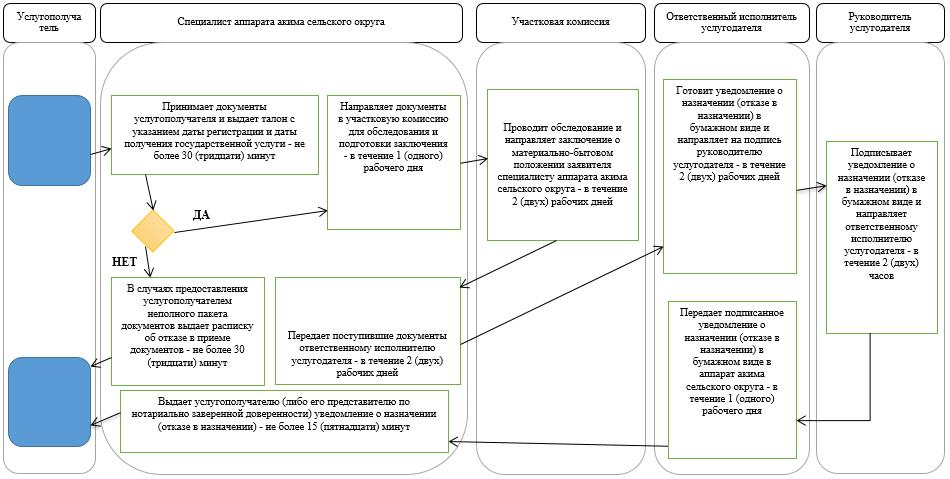 Услугополуча
тель
Специалист аппарата акима сельского округа
Участковая комиссия
Ответственный исполнитель
услугодателя
Руководитель
услугодателя
Принимает документы
услугополучателя и выдает талон с
указанием даты регистрации и даты
получения государственной услуги - не
более 30 (тридцати) минут
Направляет документы
в участковую комиссию
для обследования и
подготовки заключения
- в течение 1 (одного)
рабочего дня
Проводит обследование и
направляет заключение о
материально-бытовом
положении заявителя
специалисту аппарата акима
сельского округа - в течение
2 (двух) рабочих дней
Готовит уведомление о
назначении (отказе в
назначении) в
бумажном виде и
направляет на подпись
руководителю
услугодателя - в течение
2 (двух) рабочих дней
Подписывает
уведомление о
назначении (отказе
в назначении) в
бумажном виде и
направляет
ответственному
исполнителю
услугодателя - в
течение 2 (двух)
часов
ДА
НЕТ
В случаях предоставления
услугополучателем
неполного пакета
документов выдает расписку
об отказе в приеме
документов - не более 30
(тридцати) минут
Передает поступившие документы
ответственному исполнителю
услугодателя - в течение 2 (двух)
рабочих дней
Передает подписанное
уведомление о
назначении (отказе в
назначении) в
бумажном виде в
аппарат акима
сельского округа - в
течение 1 (одного)
рабочего дня
Выдает услугополучателю (либо его представителю по
нотариально заверенной доверенности) уведомление о назначении
(отказе в назначении) - не более 15 (пятнадцати) минут